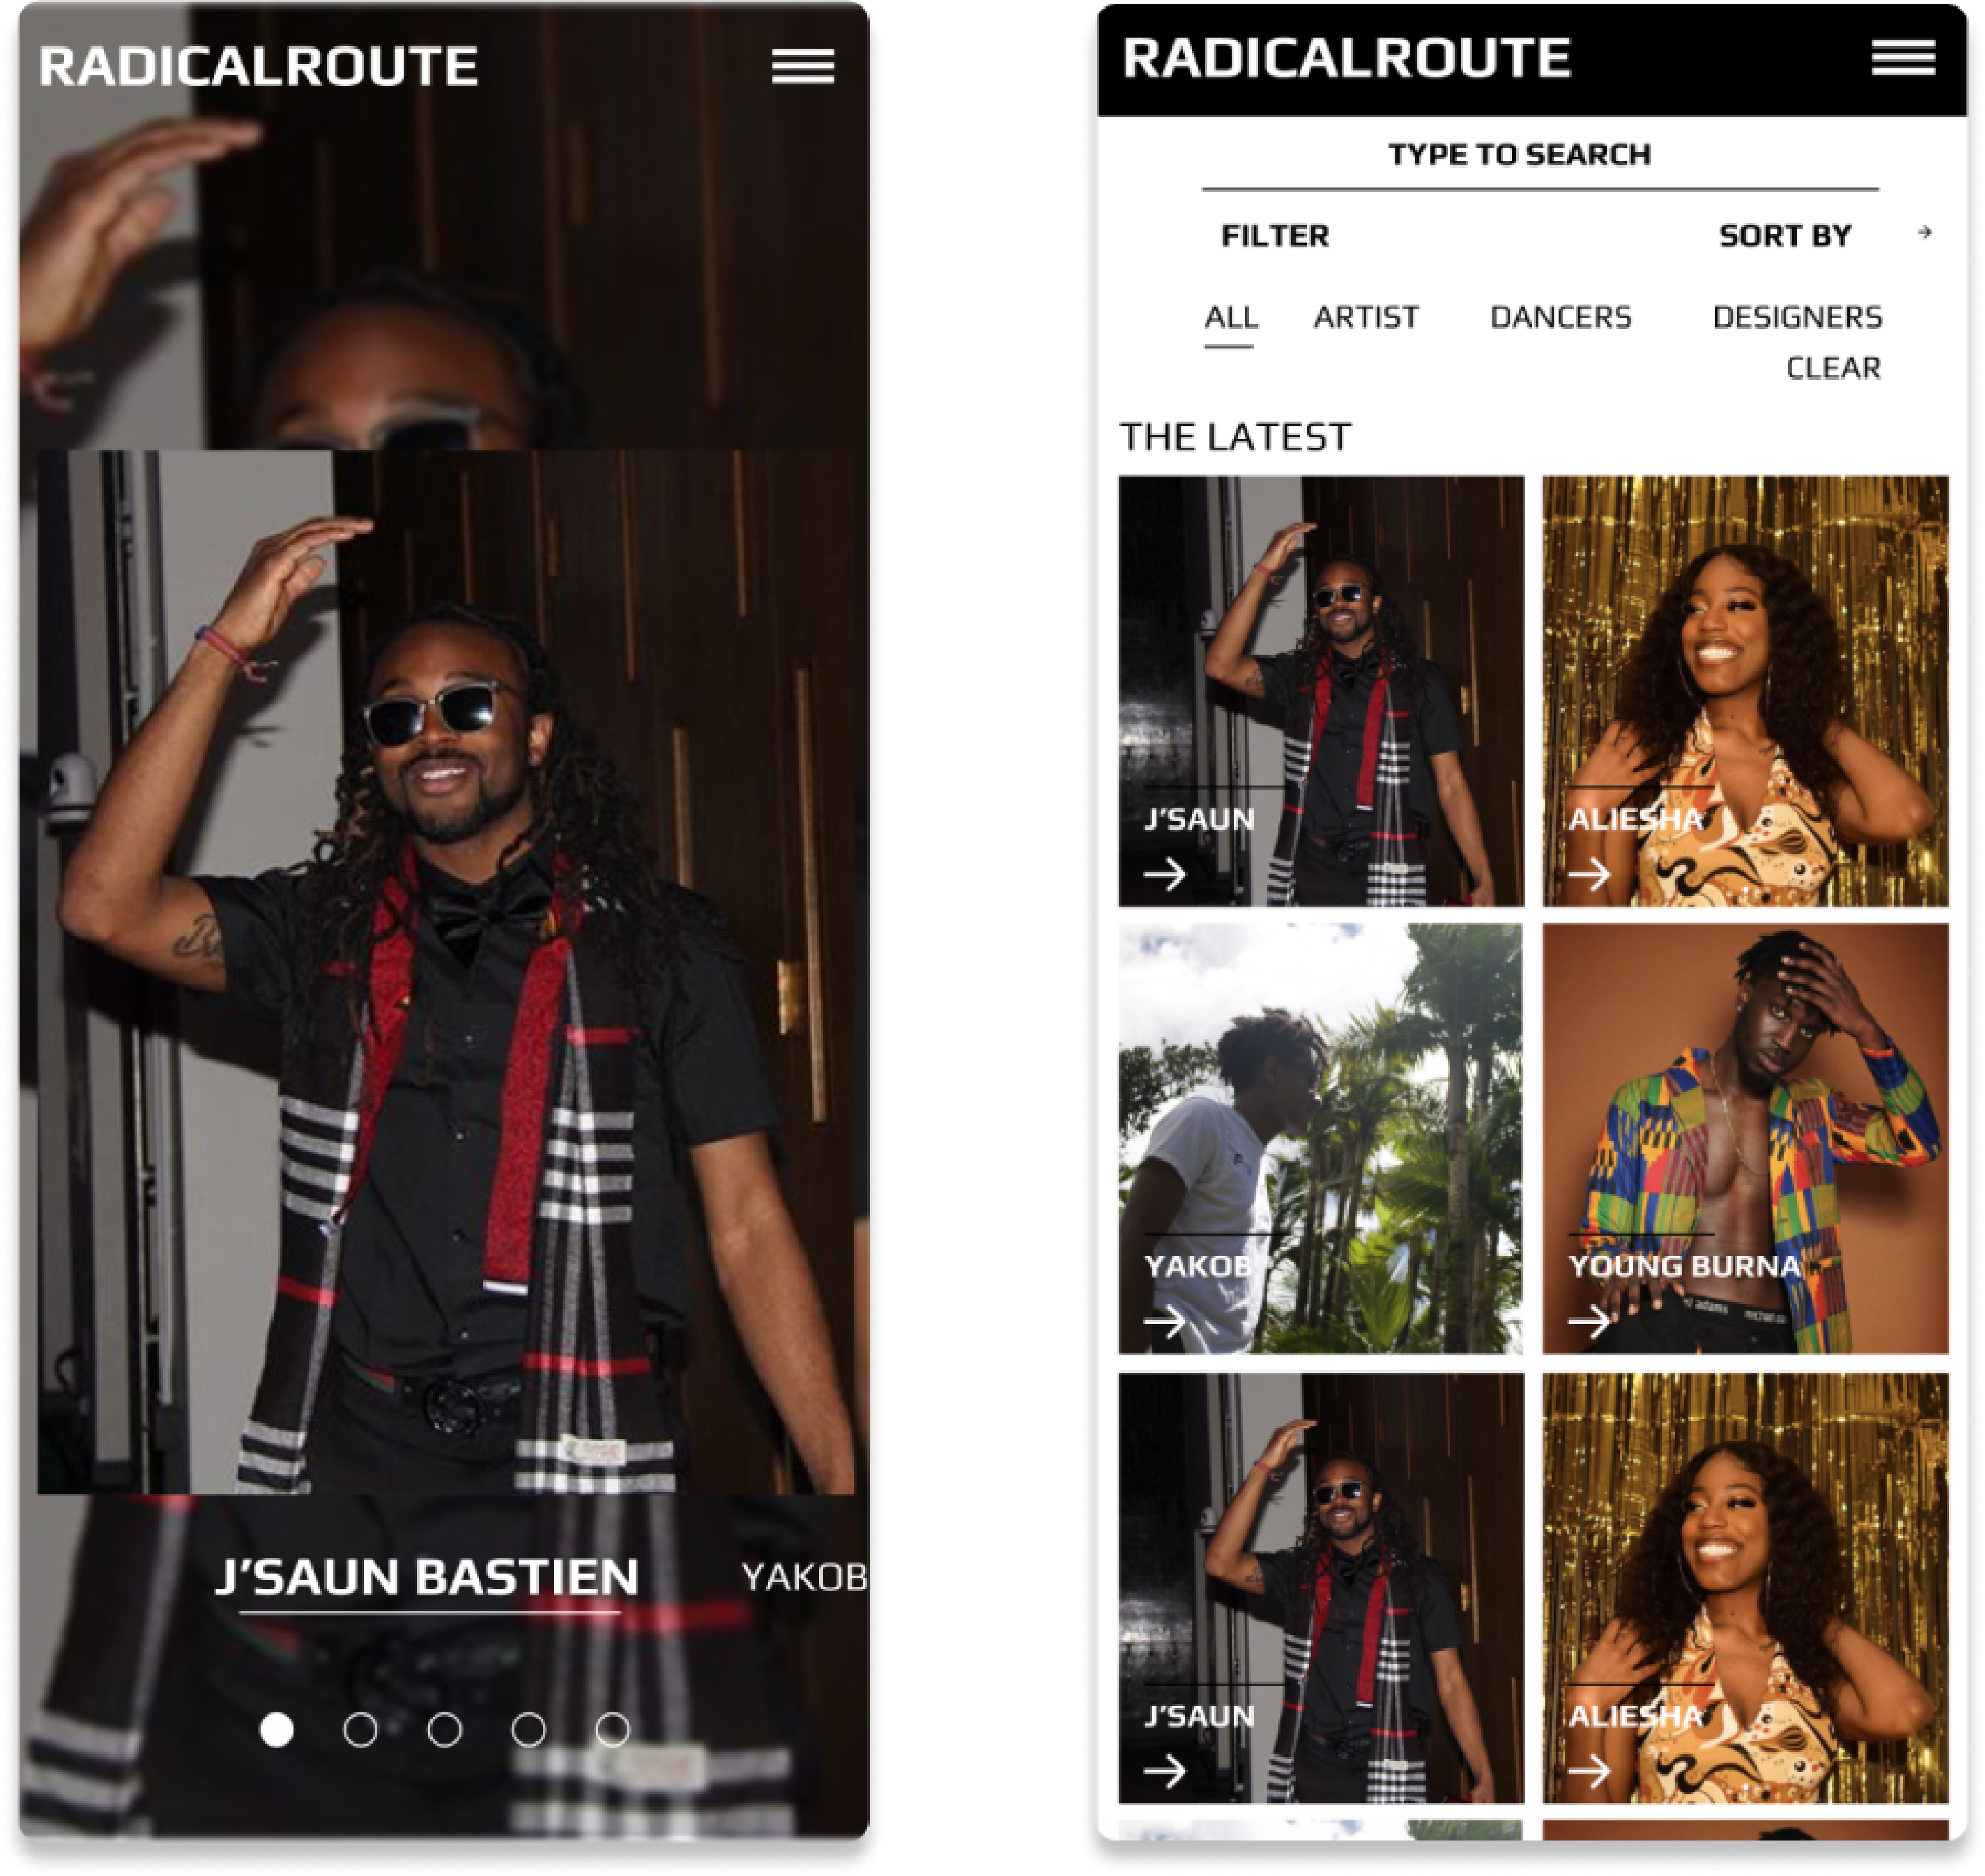 RADICALROUTE
J’SAUN BASTIEN
YAKOB
RADICALROUTE
TYPE TO SEARCH
FILTER SORT BY
ALL ARTIST DANCERS DESIGNERS
CLEAR
THE LATEST
J’SAUN
ALIESHA
YAKOB
YOUNG BURNA
J’SAUN
ALIESHA